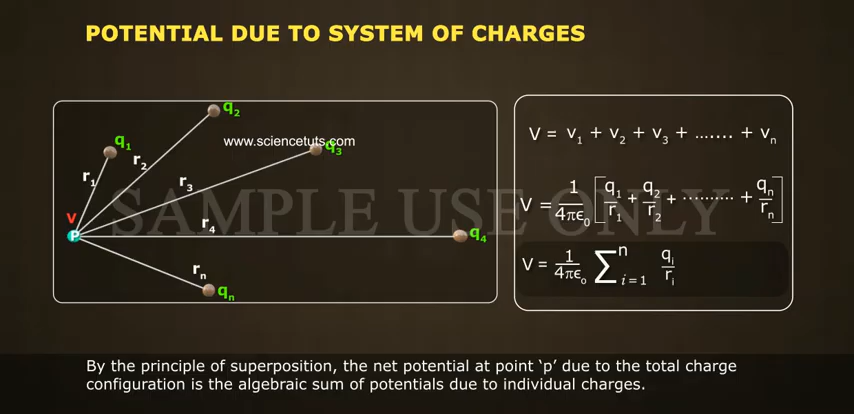 POTENTIAL DUE TO SYSTEM OF CHARGES
q₂
www.sciencetuts.com
q₁
q₃
r₂
r₁
r₃
V
r₄
P
q₄
rₙ
qₙ
SAMPLE USE ONLY
V = v₁ + v₂ + v₃ + ....... + vₙ
V = 1/4πϵ₀ [q₁/r₁ + q₂/r₂ + ......... + qₙ/rₙ]
V = 1/4πϵₒ ∑ⁿᵢ₌₁ qᵢ/rᵢ
By the principle of superposition, the net potential at point ‘p’ due to the total charge
configuration is the algebraic sum of potentials due to individual charges.